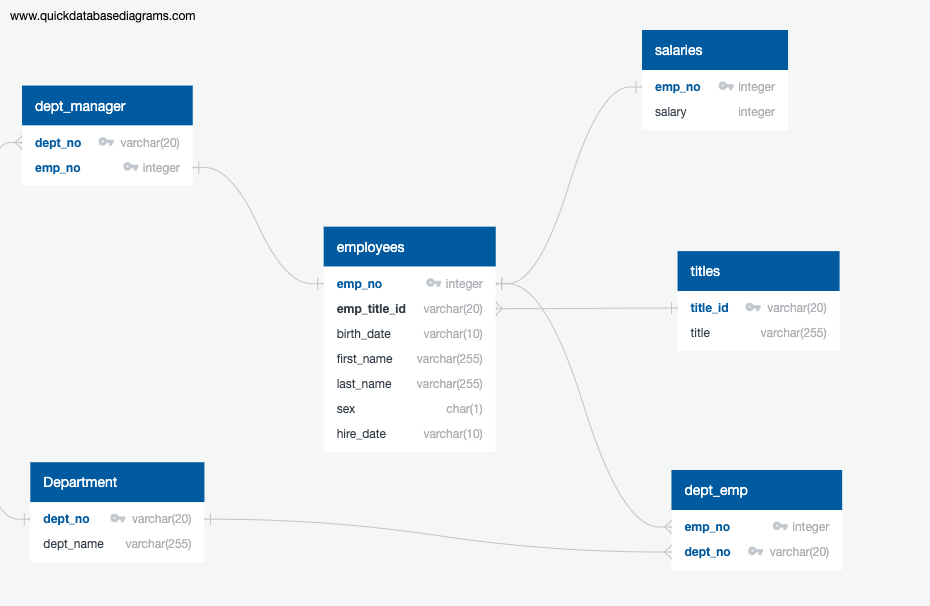 www.quickdatabasediagrams.com
salaries
emp_no integer
salary integer
dept_manager
dept_no varchar(20)
emp_no integer
employees
emp_no integer
emp_title_id varchar(20)
birth_date varchar(10)
first_name varchar(255)
last_name varchar(255)
sex char(1)
hire_date varchar(10)
titles
title_id varchar(20)
title varchar(255)
Department
dept_no varchar(20)
dept_name varchar(255)
dept_emp
emp_no integer
dept_no varchar(20)